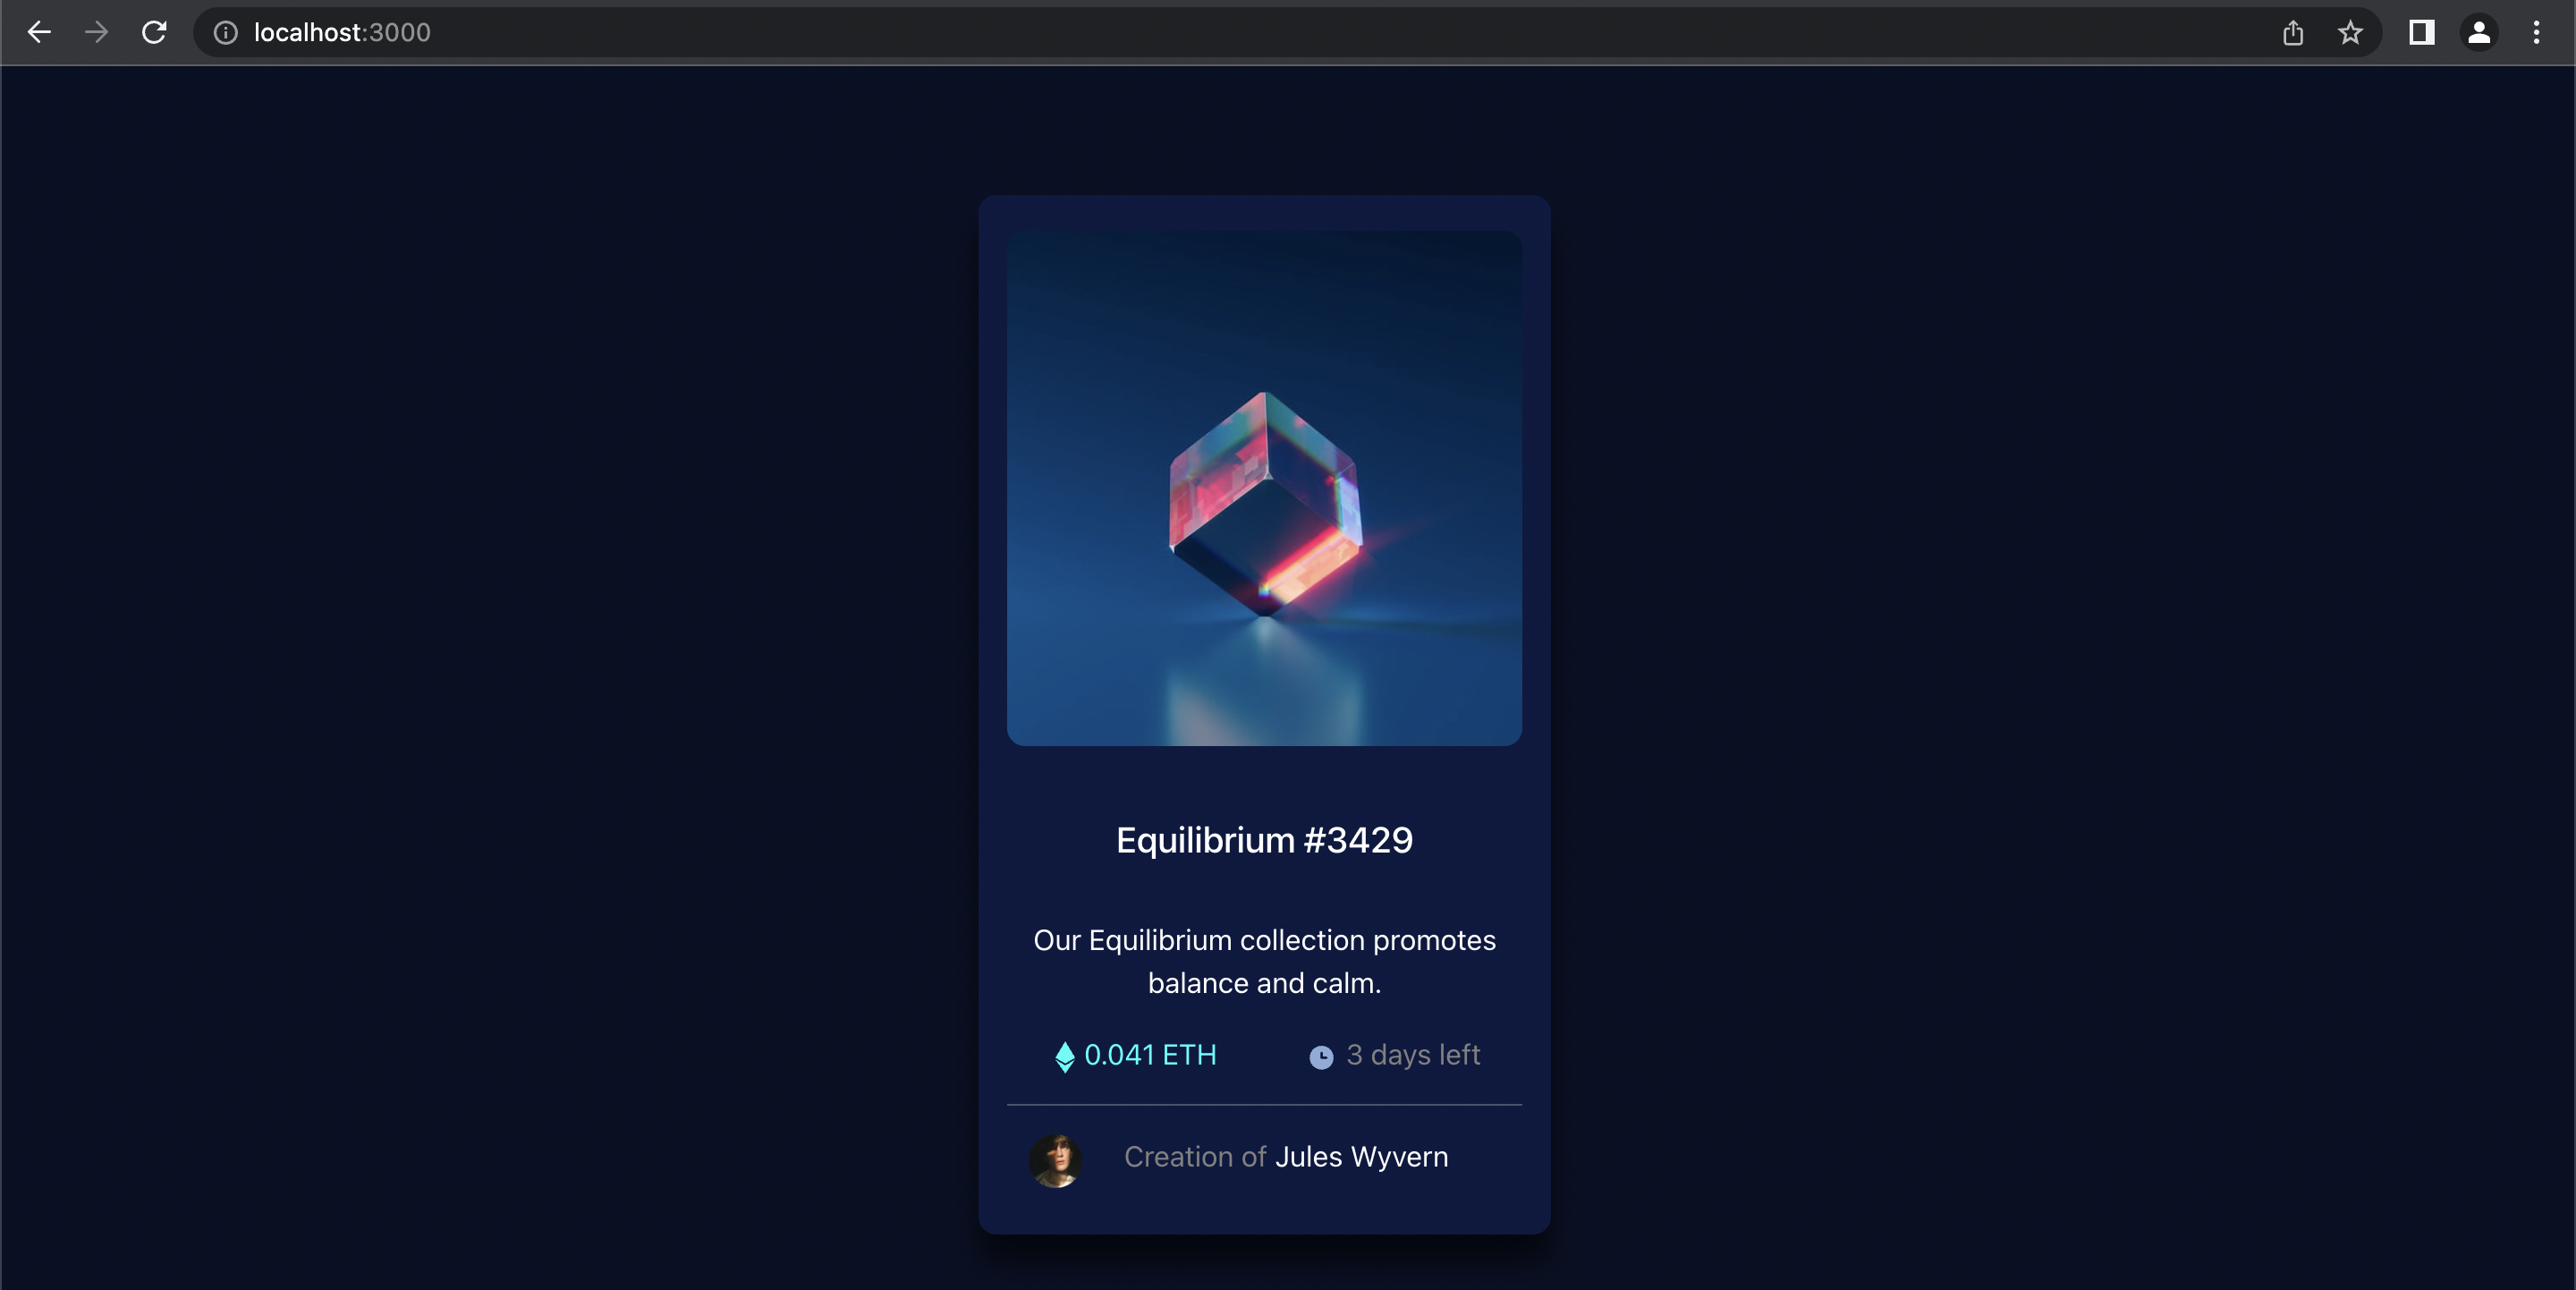 localhost:3000
Equilibrium #3429
Our Equilibrium collection promotes
balance and calm.
0.041 ETH 3 days left
Creation of Jules Wyvern